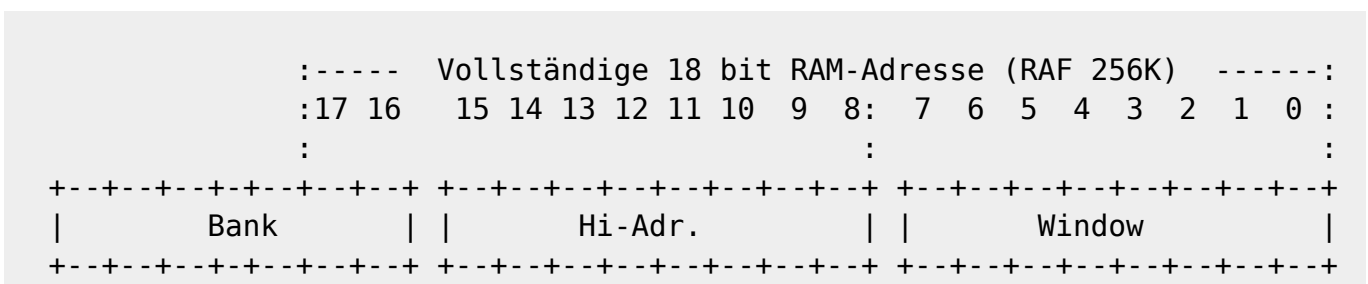 :----- Vollständige 18 bit RAM-Adresse (RAF 256K) ------:
:17 16 15 14 13 12 11 10 9 8: 7 6 5 4 3 2 1 0 :
: : :
+--+--+--+-+--+--+--+ +--+--+--+--+--+--+--+--+ +--+--+--+--+--+--+--+--+
| Bank | | Hi-Adr. | | Window |
+--+--+--+-+--+--+--+ +--+--+--+--+--+--+--+--+ +--+--+--+--+--+--+--+--+